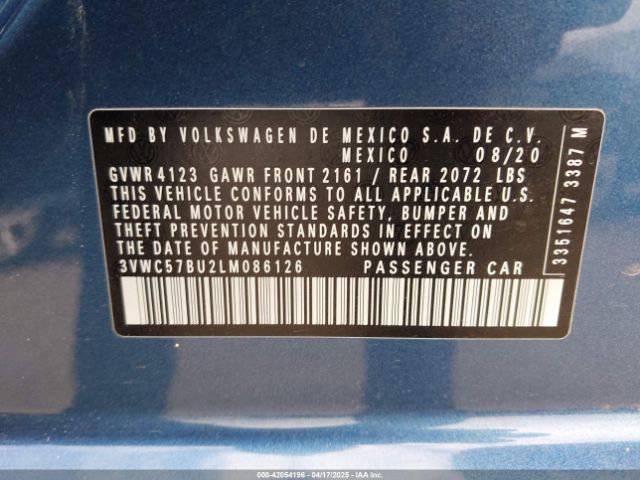 MFD BY VOLKSWAGEN DE MEXICO S.A. DE C.V.
MEXICO 08/20
GVWR 4123 GAWR FRONT 2161 / REAR 2072 LBS
THIS VEHICLE CONFORMS TO ALL APPLICABLE U.S.
FEDERAL MOTOR VEHICLE SAFETY, BUMPER AND
THEFT PREVENTION STANDARDS IN EFFECT ON
THE DATE OF MANUFACTURE SHOWN ABOVE.
3VWC57BU2LM086126 PASSENGER CAR
3351647 3387 M
000-42054196 - 04/17/2025 - IAAI.COM